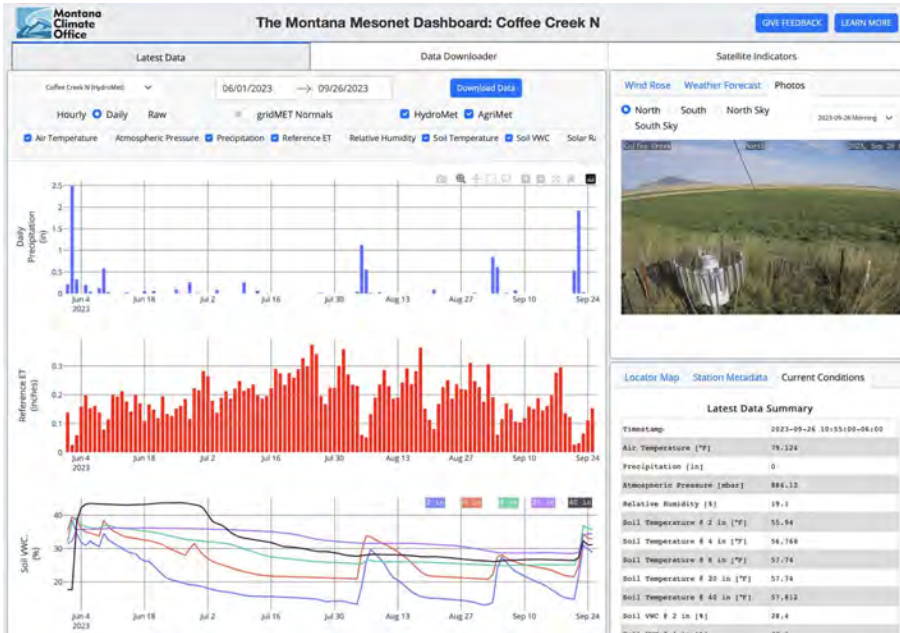 Montana
Climate
Office
The Montana Mesonet Dashboard: Coffee Creek N
GIVE FEEDBACK
LEARN MORE
Latest Data
Data Downloader
Satellite Indicators
Coffee Creek N (HydroMet)
06/01/2023 → 09/26/2023
Download Data
Hourly Daily Raw
gridMET Normals
HydroMet AgriMet
Air Temperature Atmospheric Pressure Precipitation Reference ET Relative Humidity Soil Temperature Soil VWC Solar Ra
Daily
Precipitation
(in)
2.5
2
1.5
1
0.5
0
Jun 4 Jun 18 Jul 2 Jul 16 Jul 30 Aug 13 Aug 27 Sep 10 Sep 24
2023
Reference ET
(inches)
0.3
0.2
0.1
0
Jun 4 Jun 18 Jul 2 Jul 16 Jul 30 Aug 13 Aug 27 Sep 10 Sep 24
2023
Soil VWC.
(%)
2 in
40 in
40
30
20
Jun 4 Jun 18 Jul 2 Jul 16 Jul 30 Aug 13 Aug 27 Sep 10 Sep 24
2023
Wind Rose Weather Forecast Photos
North South North Sky
South Sky
2023-09-26 Morning
Coffee Creek North 2023, Sep 26
Locator Map Station Metadata Current Conditions
Latest Data Summary
Timestamp 2023-09-26 10:55:00-06:00
Air Temperature [°F] 79.124
Precipitation [in] 0
Atmospheric Pressure [mbar] 884.13
Relative Humidity [%] 19.1
Soil Temperature @ 2 in [°F] 55.94
Soil Temperature @ 4 in [°F] 56.768
Soil Temperature @ 8 in [°F] 57.74
Soil Temperature @ 20 in [°F] 57.74
Soil Temperature @ 40 in [°F] 57.812
Soil VWC @ 2 in [%] 28.4